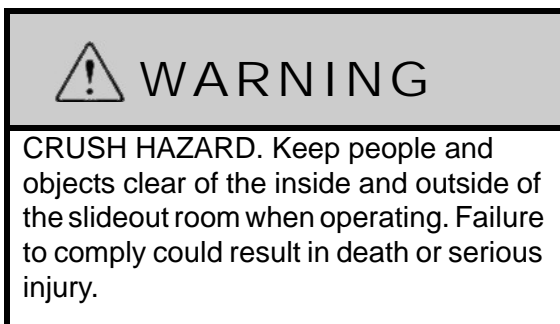 WARNING
CRUSH HAZARD. Keep people and
objects clear of the inside and outside of
the slideout room when operating. Failure
to comply could result in death or serious
injury.